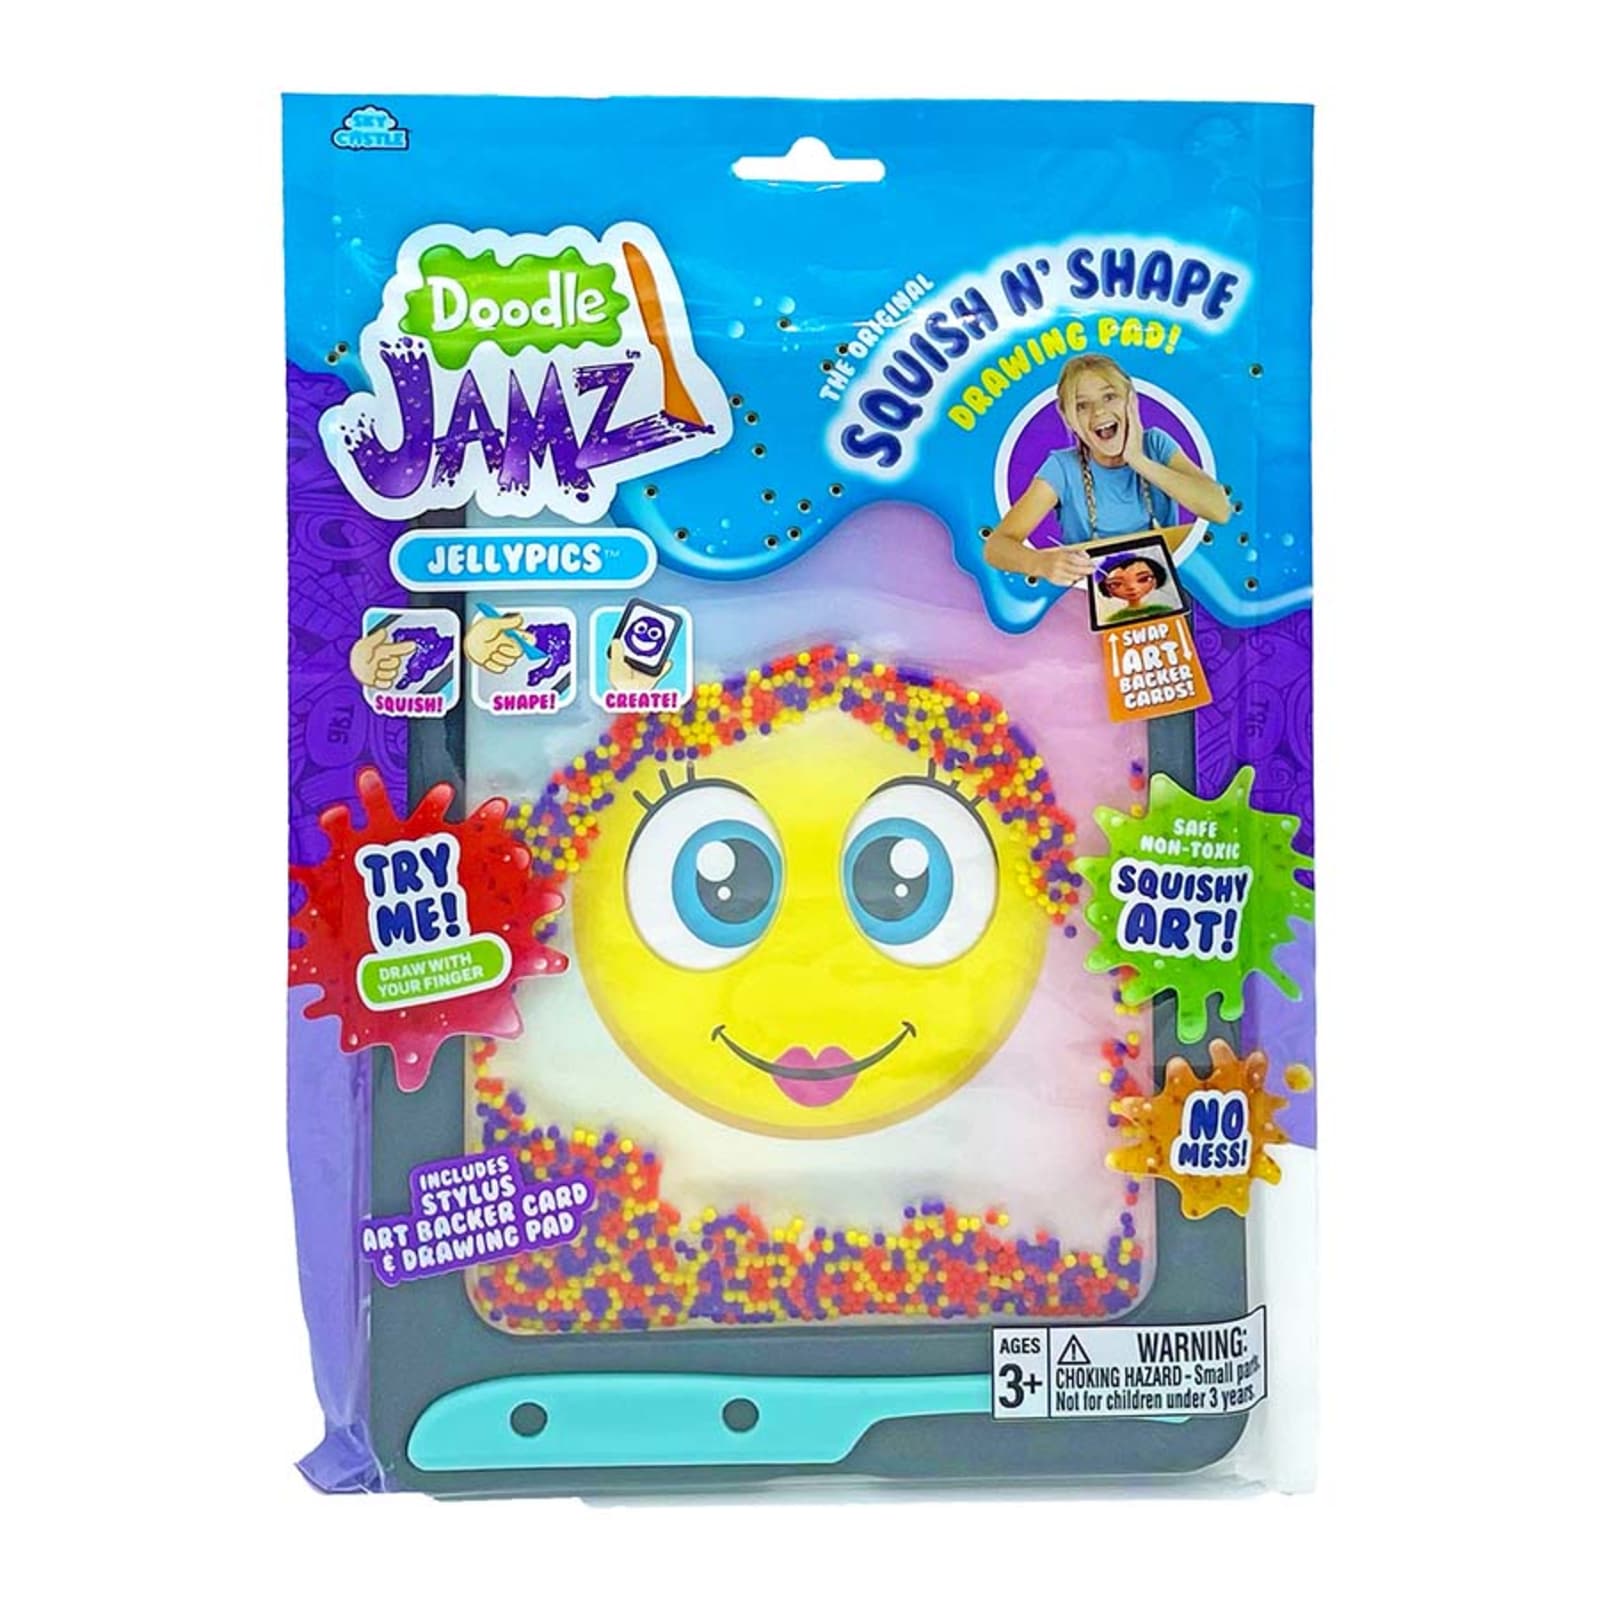 SKY
CASTLE
Doodle
JAMZ™
JELLYPICS™
THE ORIGINAL
SQUISH N' SHAPE
DRAWING PAD!
SWAP
ART
BACKER
CARDS!
SQUISH!
SHAPE!
CREATE!
TRY
ME!
DRAW WITH
YOUR FINGER
SAFE
NON-TOXIC
SQUISHY
ART!
NO
MESS!
INCLUDES
STYLUS
ART BACKER CARD
& DRAWING PAD
AGES
3+
WARNING:
CHOKING HAZARD - Small parts.
Not for children under 3 years.